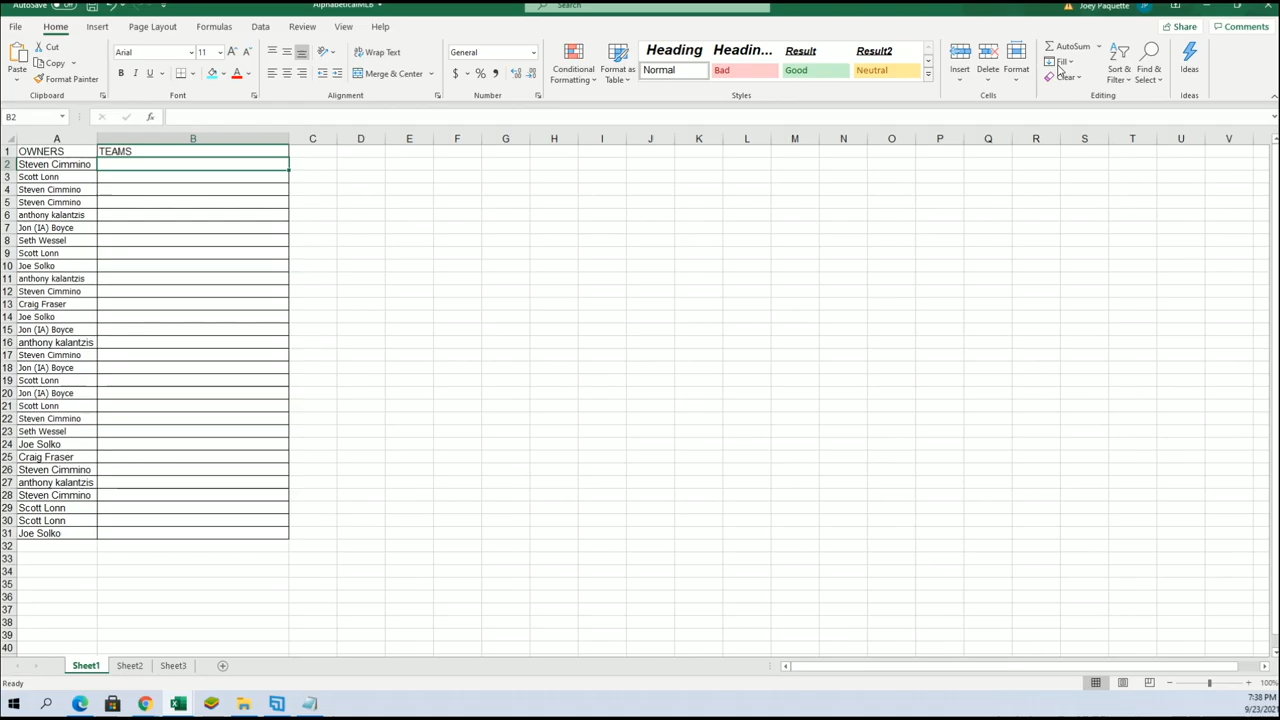 AutoSave Off AlphabeticalMLB Search Joey Paquette
File Home Insert Page Layout Formulas Data Review View Help Share Comments
Paste Cut Copy Format Painter Clipboard
Arial 11 A A B I U A Font
Wrap Text Merge & Center Alignment
General $ % 9 Number
Conditional Formatting Format as Table
Heading Headin... Result Result2
Normal Bad Good Neutral Styles
Insert Delete Format Cells
AutoSum Fill Clear Sort & Filter Find & Select Editing
Ideas Ideas
B2 fx
A B C D E F G H I J K L M N O P Q R S T U V
1 OWNERS TEAMS
2 Steven Cimmino
3 Scott Lonn
4 Steven Cimmino
5 Steven Cimmino
6 anthony kalantzis
7 Jon (IA) Boyce
8 Seth Wessel
9 Scott Lonn
10 Joe Solko
11 anthony kalantzis
12 Steven Cimmino
13 Craig Fraser
14 Joe Solko
15 Jon (IA) Boyce
16 anthony kalantzis
17 Steven Cimmino
18 Jon (IA) Boyce
19 Scott Lonn
20 Jon (IA) Boyce
21 Scott Lonn
22 Steven Cimmino
23 Seth Wessel
24 Joe Solko
25 Craig Fraser
26 Steven Cimmino
27 anthony kalantzis
28 Steven Cimmino
29 Scott Lonn
30 Scott Lonn
31 Joe Solko
32
33
34
35
36
37
38
39
40
Sheet1 Sheet2 Sheet3
Ready 100%
7:38 PM